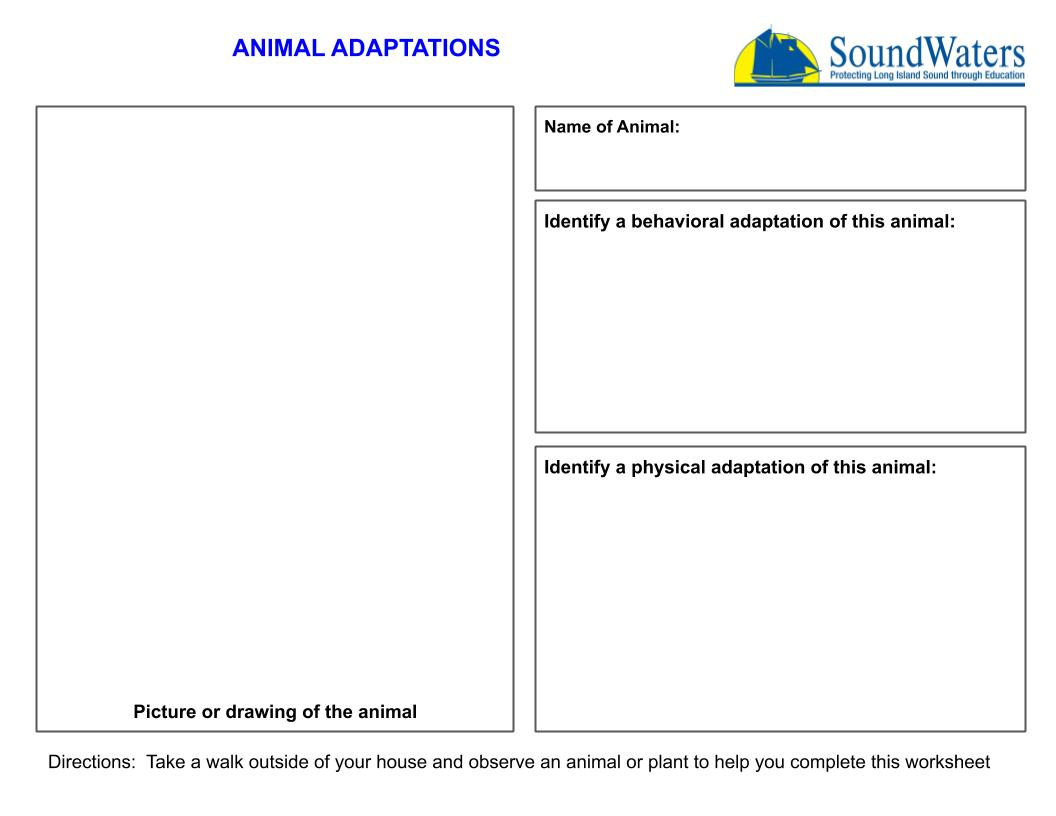 ANIMAL ADAPTATIONS
SoundWaters
Protecting Long Island Sound through Education
Name of Animal:
Identify a behavioral adaptation of this animal:
Identify a physical adaptation of this animal:
Picture or drawing of the animal
Directions:  Take a walk outside of your house and observe an animal or plant to help you complete this worksheet